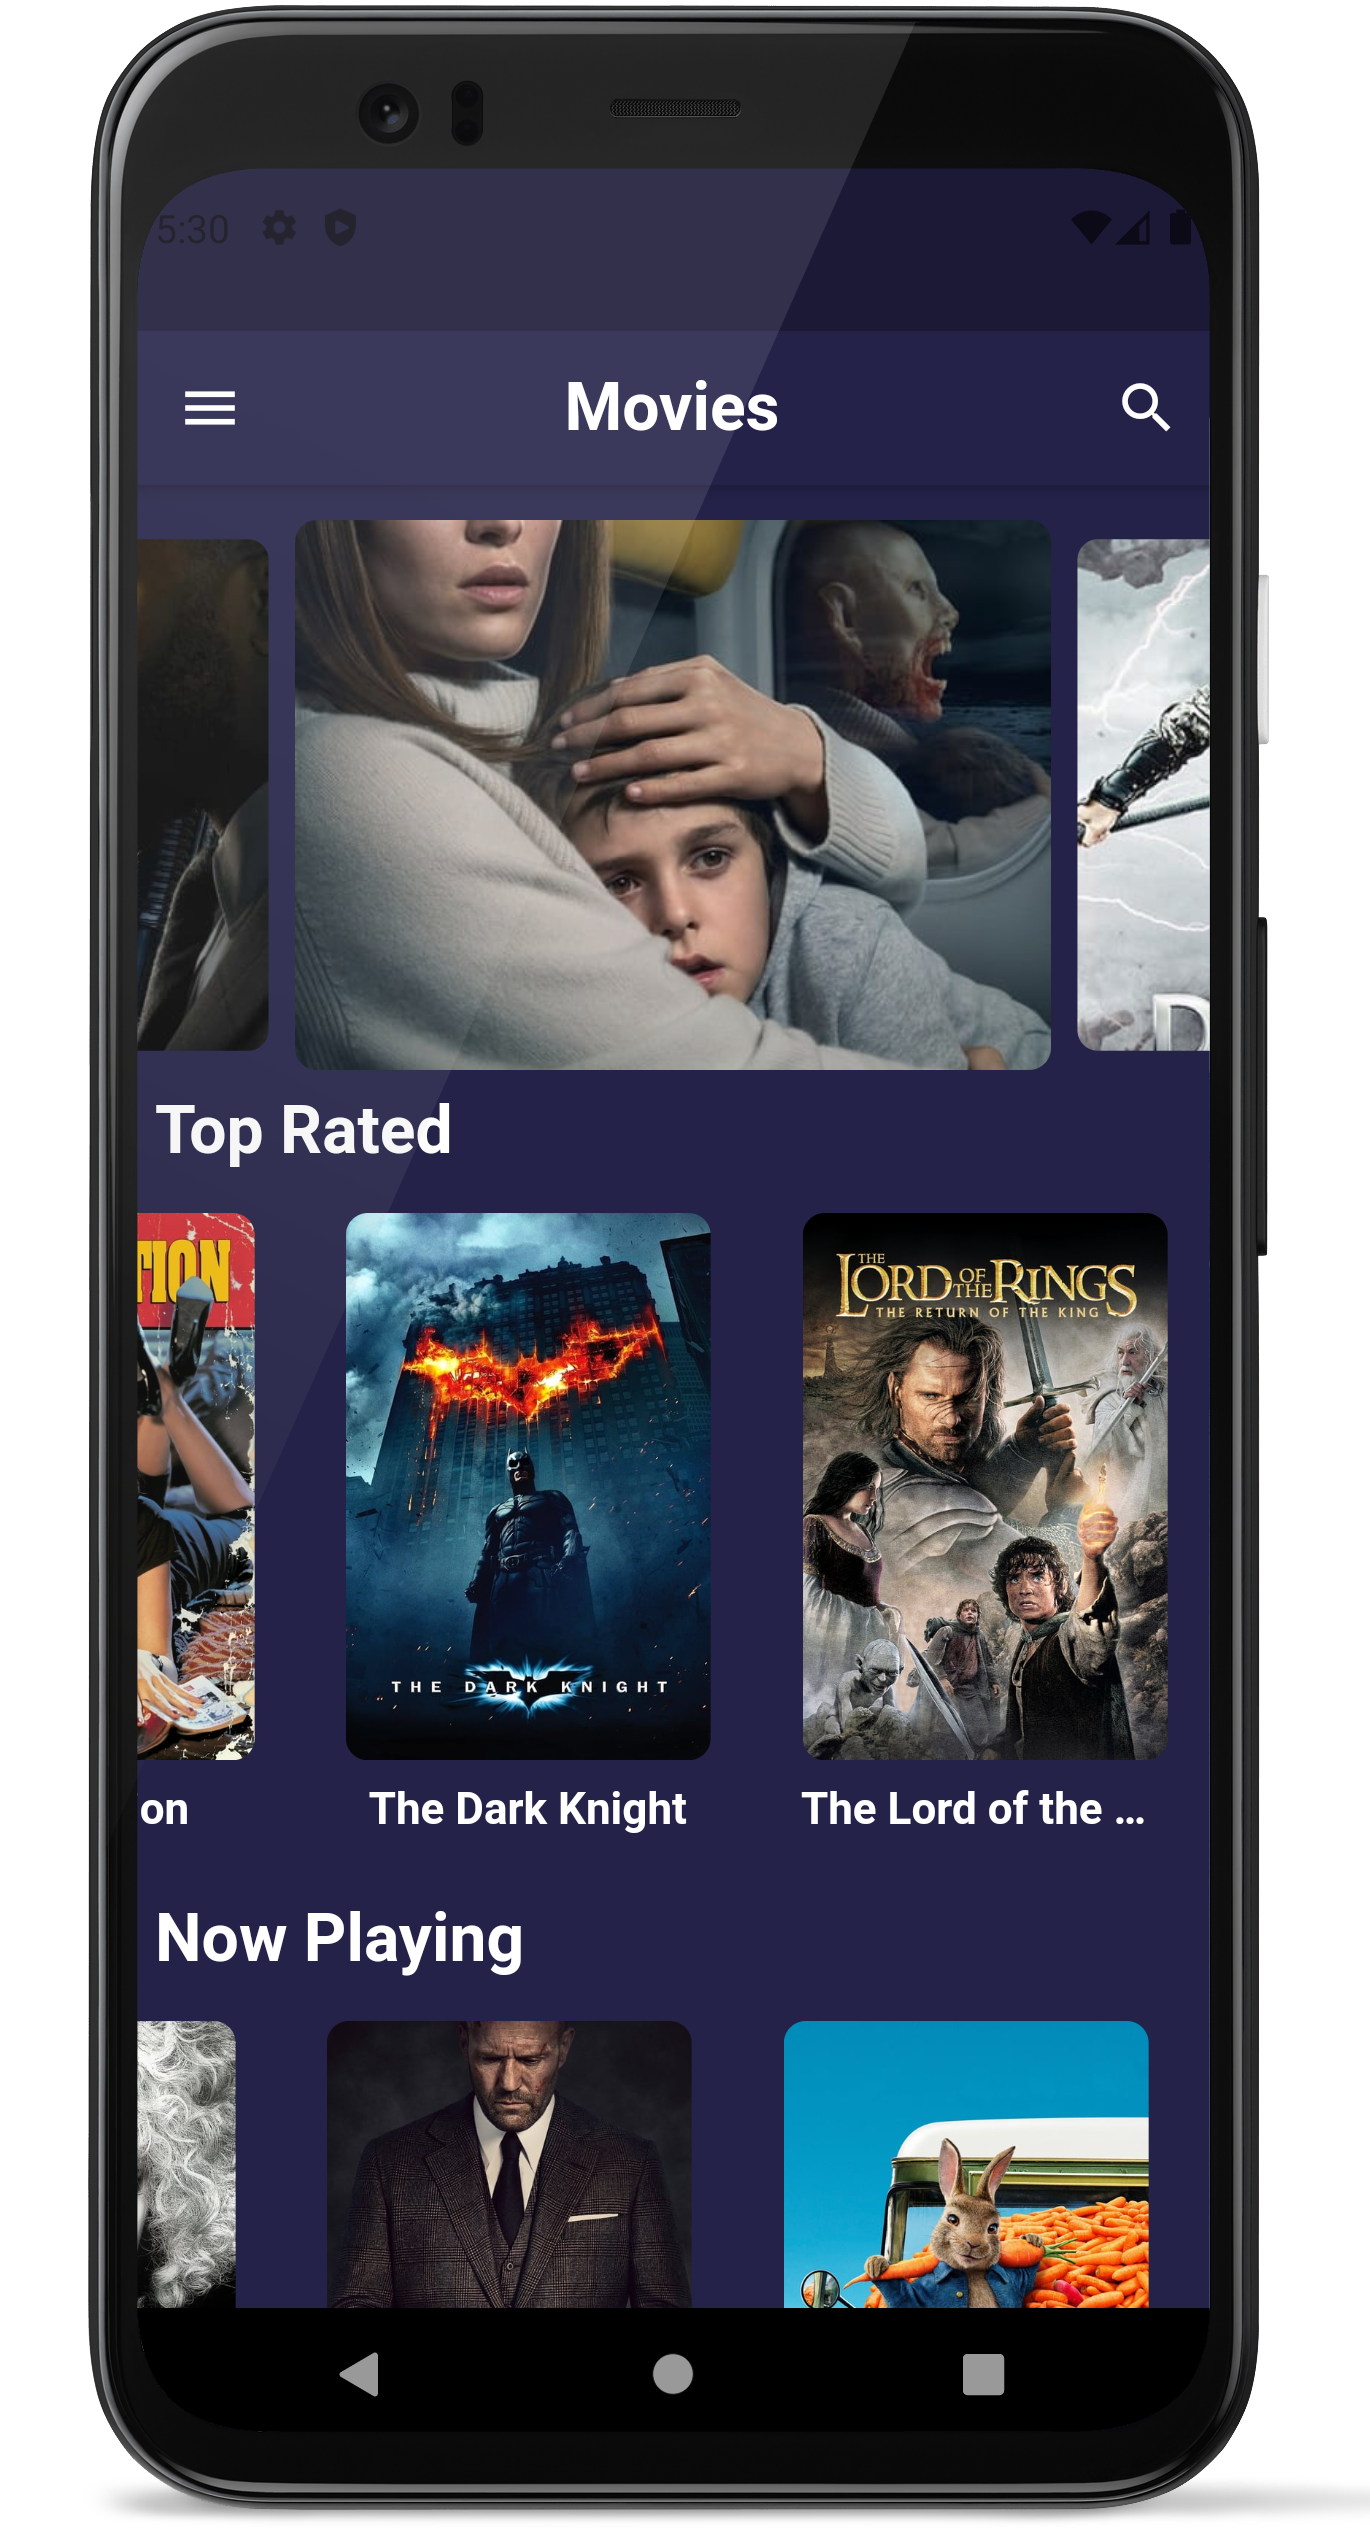 5:30
Movies
D
Top Rated
TION
THE
LORD OF THE RINGS
THE RETURN OF THE KING
THE DARK KNIGHT
on
The Dark Knight
The Lord of the ...
Now Playing